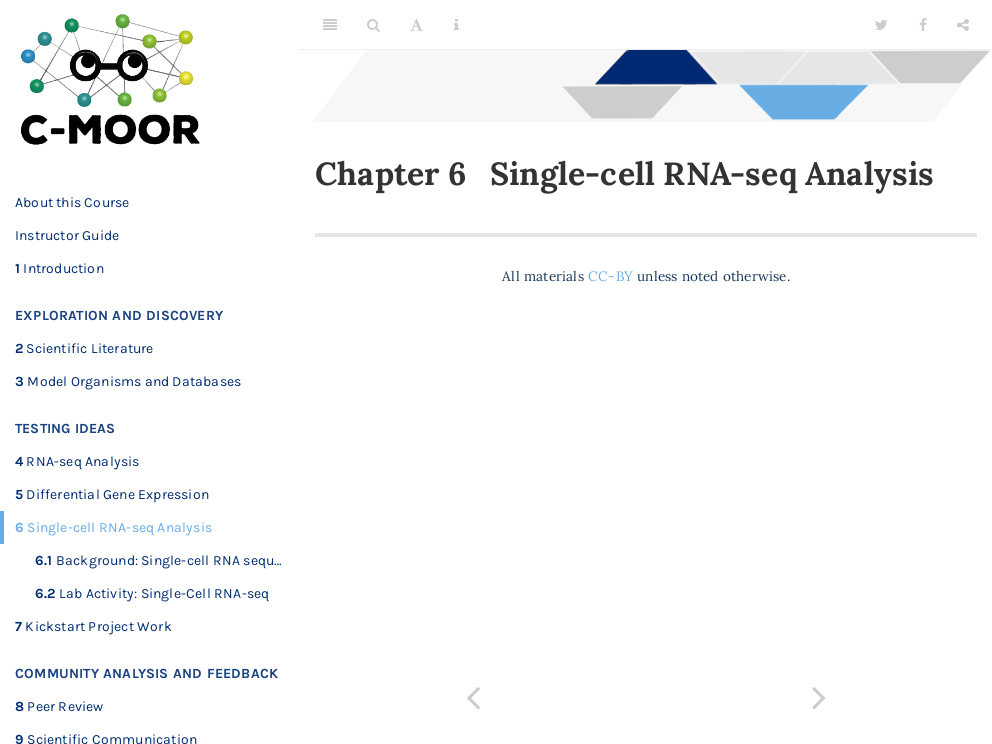 C-MOOR
About this Course
Instructor Guide
1 Introduction
EXPLORATION AND DISCOVERY
2 Scientific Literature
3 Model Organisms and Databases
TESTING IDEAS
4 RNA-seq Analysis
5 Differential Gene Expression
6 Single-cell RNA-seq Analysis
6.1 Background: Single-cell RNA sequ...
6.2 Lab Activity: Single-Cell RNA-seq
7 Kickstart Project Work
COMMUNITY ANALYSIS AND FEEDBACK
8 Peer Review
9 Scientific Communication
A
Chapter 6 Single-cell RNA-seq Analysis
All materials CC-BY unless noted otherwise.